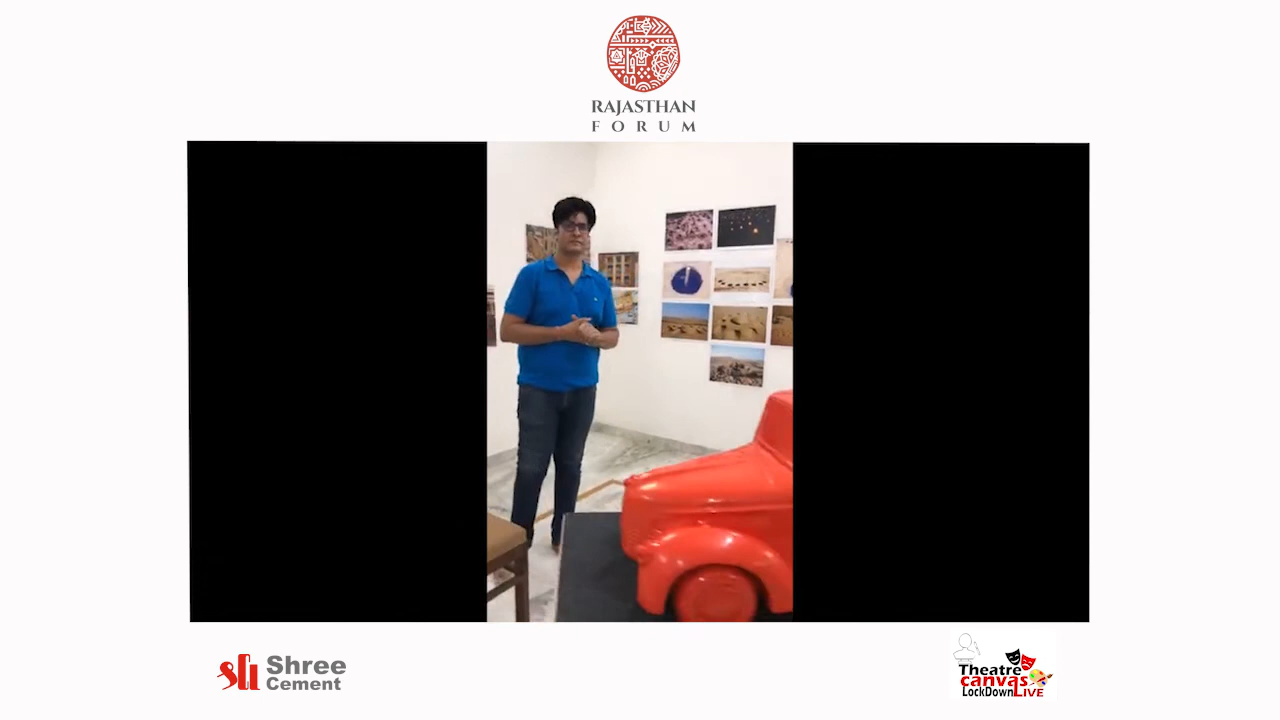 RAJASTHAN
FORUM
Shree
Cement
Theatre
canvas
LockDown LIVE